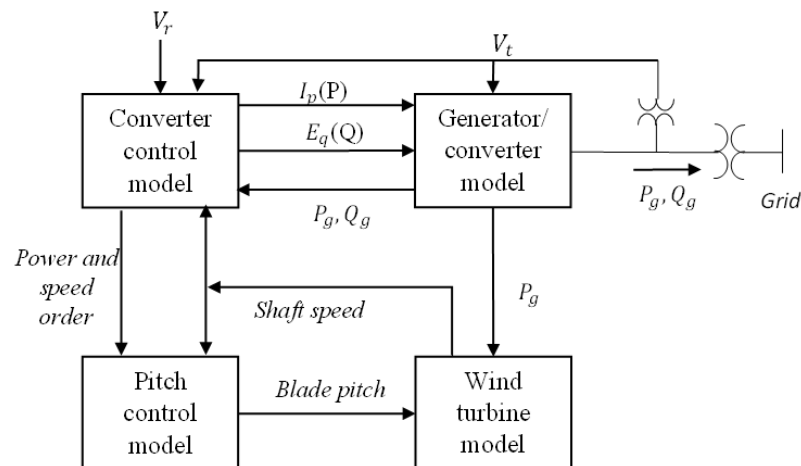 V_r
V_t
I_p(P)
Converter
control
model
E_q(Q)
Generator/
converter
model
P_g, Q_g
P_g, Q_g
Grid
Power and
speed
order
Shaft speed
P_g
Pitch
control
model
Blade pitch
Wind
turbine
model